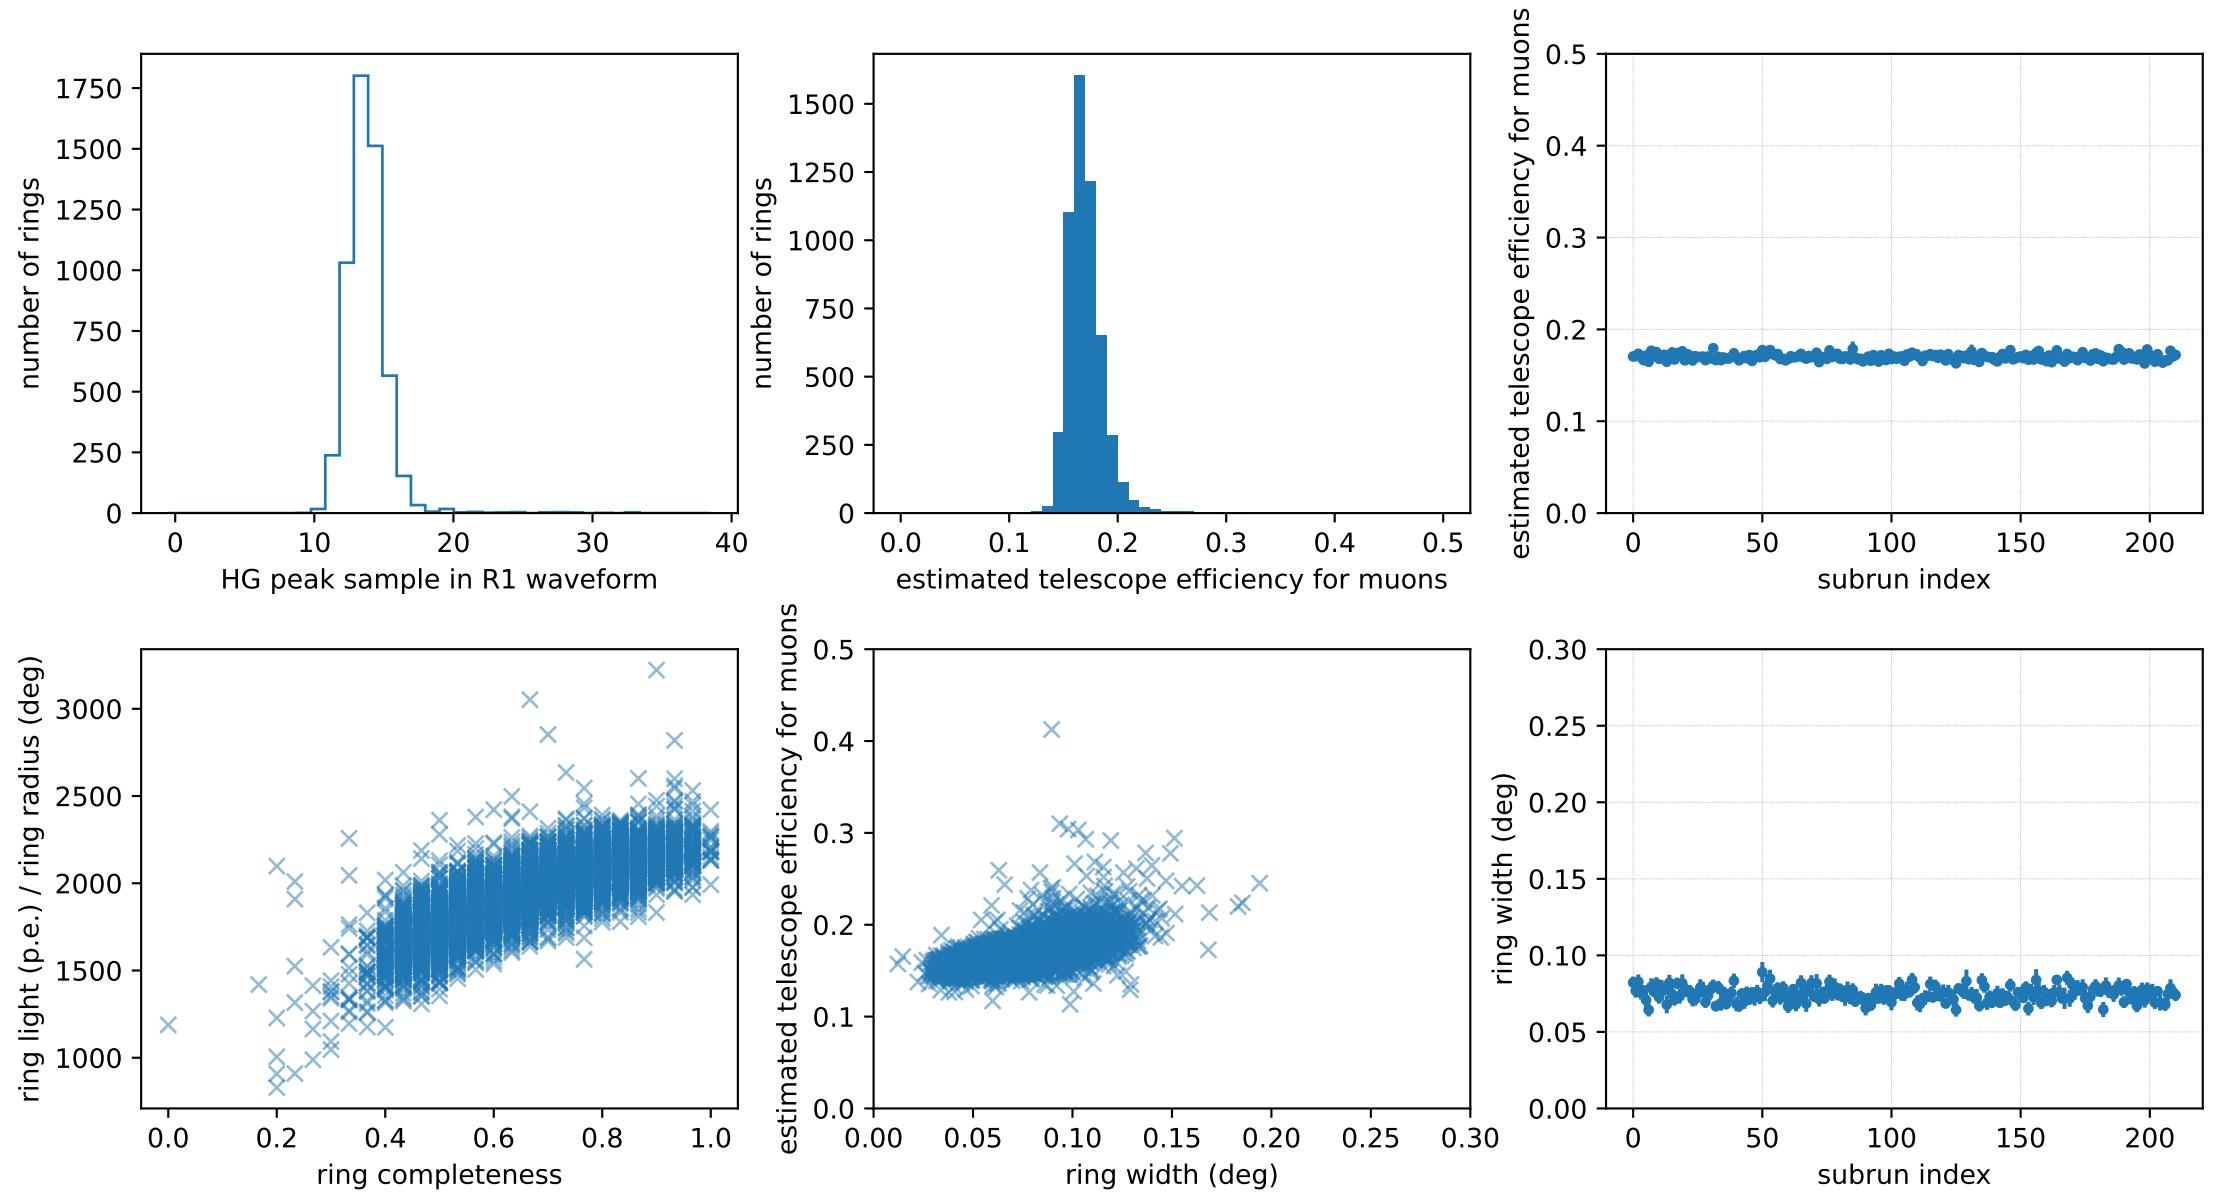 number of rings
1750
1500
1250
1000
750
500
250
0
0 10 20 30 40
HG peak sample in R1 waveform
number of rings
1500
1250
1000
750
500
250
0
0.0 0.1 0.2 0.3 0.4 0.5
estimated telescope efficiency for muons
estimated telescope efficiency for muons
0.5
0.4
0.3
0.2
0.1
0.0
0 50 100 150 200
subrun index
ring light (p.e.) / ring radius (deg)
3000
2500
2000
1500
1000
0.0 0.2 0.4 0.6 0.8 1.0
ring completeness
estimated telescope efficiency for muons
0.5
0.4
0.3
0.2
0.1
0.0
0.00 0.05 0.10 0.15 0.20 0.25 0.30
ring width (deg)
ring width (deg)
0.30
0.25
0.20
0.15
0.10
0.05
0.00
0 50 100 150 200
subrun index